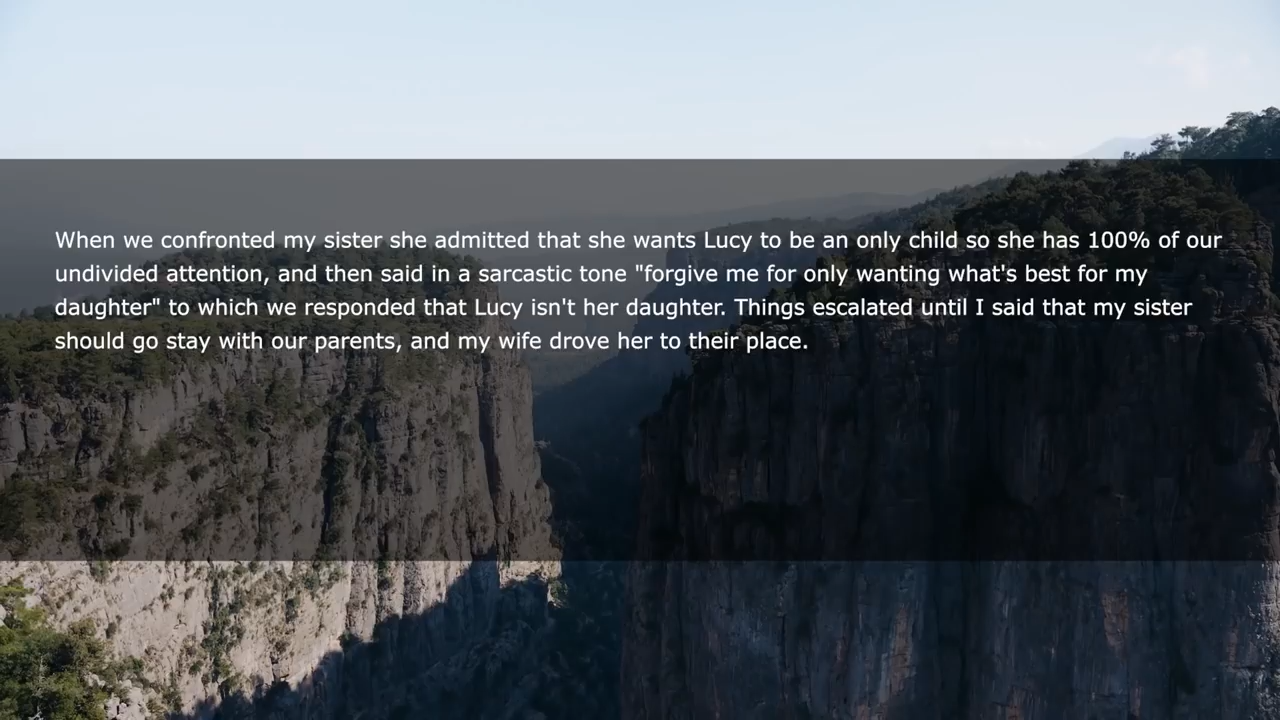 When we confronted my sister she admitted that she wants Lucy to be an only child so she has 100% of our
undivided attention, and then said in a sarcastic tone "forgive me for only wanting what's best for my
daughter" to which we responded that Lucy isn't her daughter. Things escalated until I said that my sister
should go stay with our parents, and my wife drove her to their place.